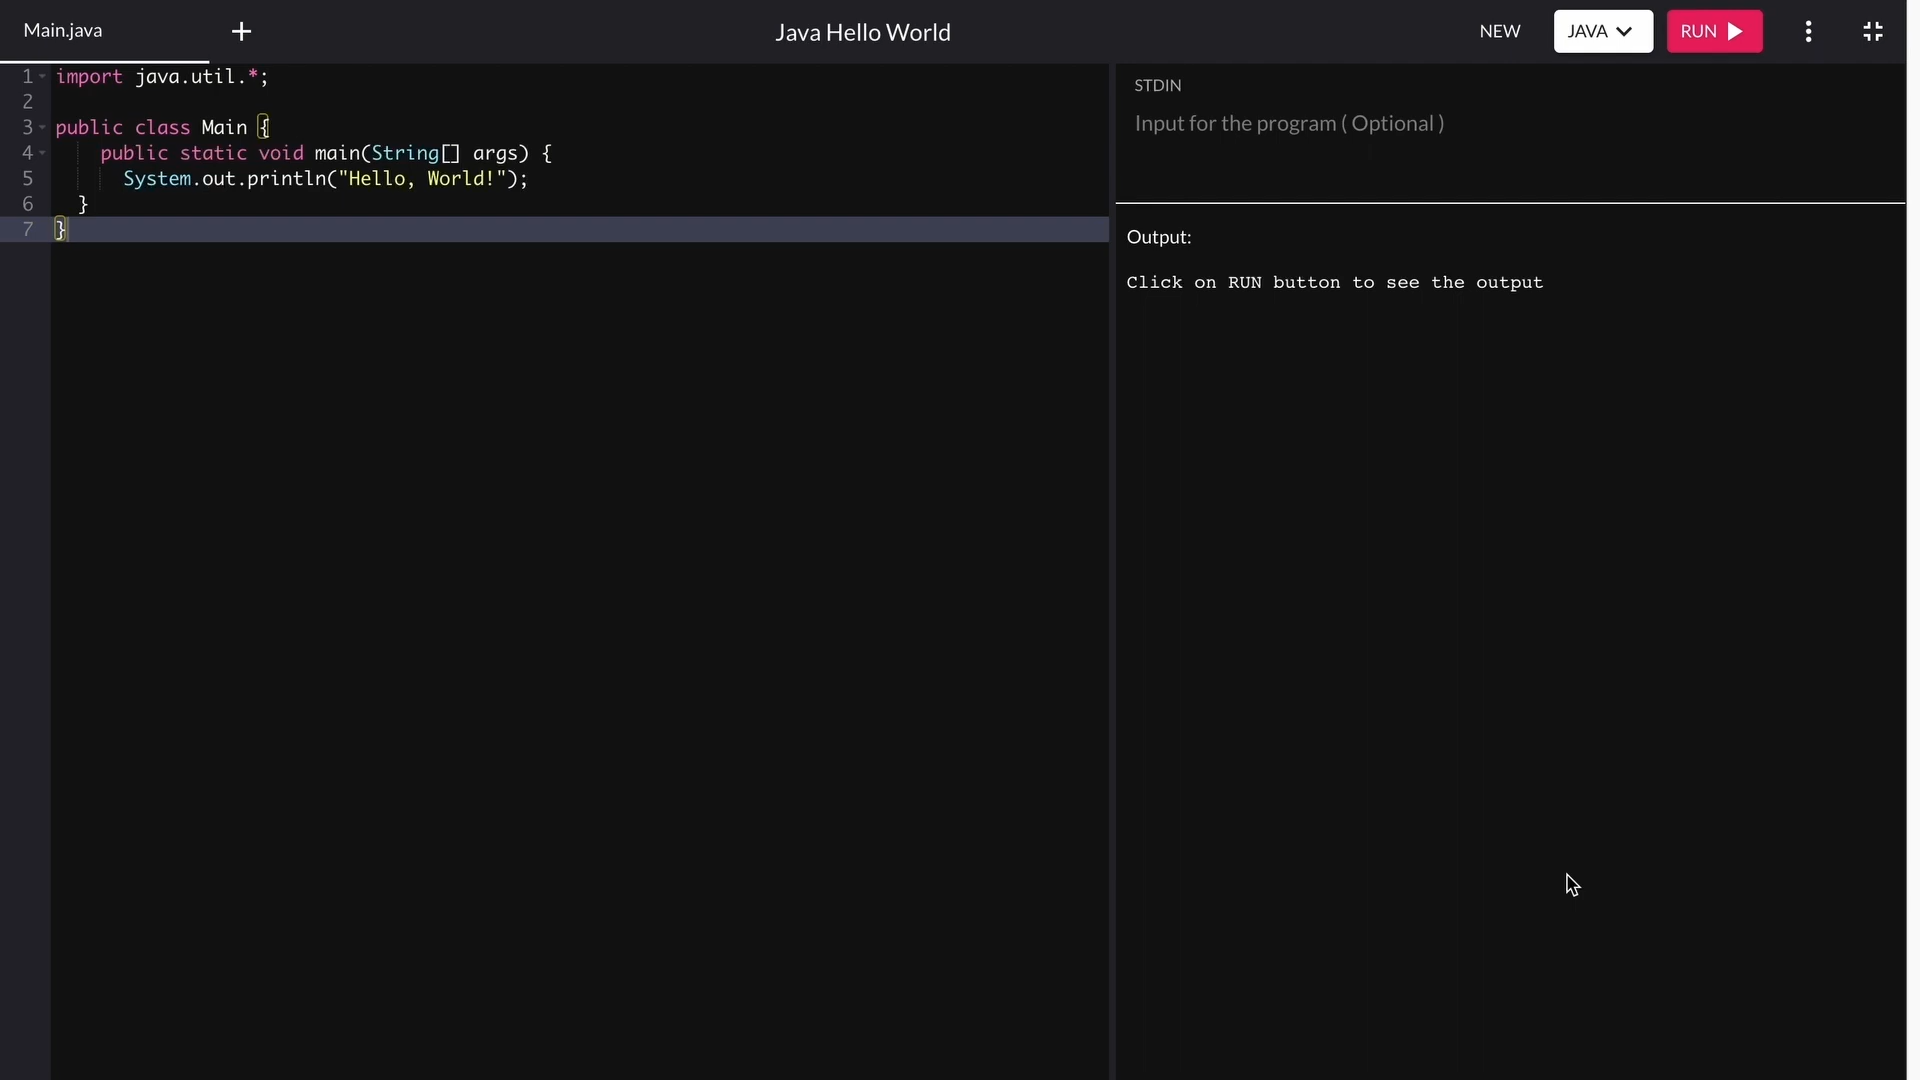 Main.java + Java Hello World NEW JAVA RUN
1 import java.util.*;
2
3 public class Main {
4     public static void main(String[] args) {
5       System.out.println("Hello, World!");
6   }
7 }
STDIN
Input for the program ( Optional )
Output:
Click on RUN button to see the output